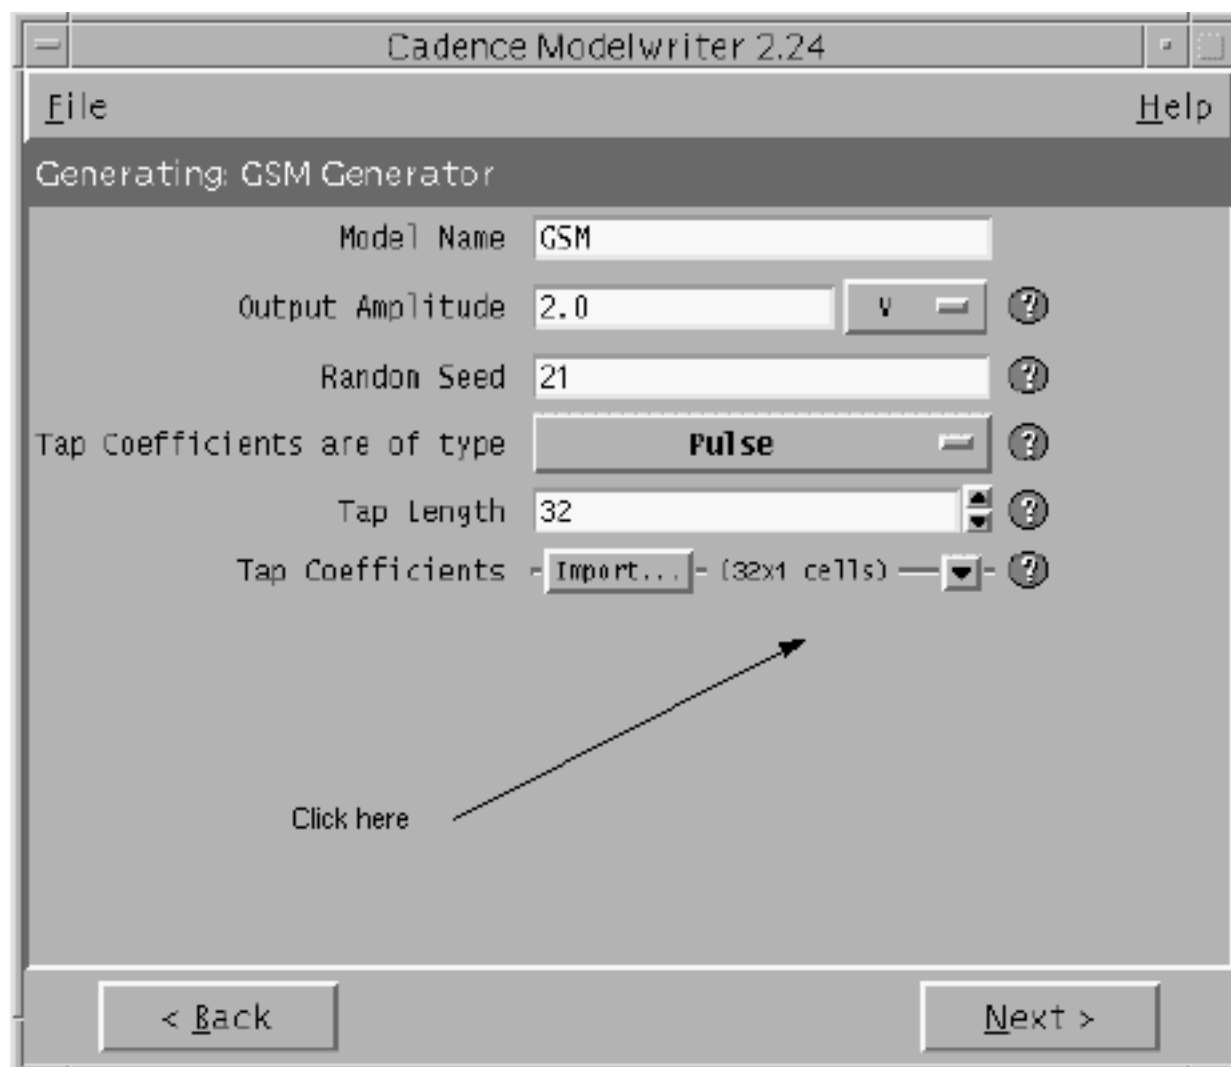 Cadence Modelwriter 2.24
File Help
Generating: GSM Generator
Model Name GSM
Output Amplitude 2.0 V ?
Random Seed 21 ?
Tap Coefficients are of type Pulse ?
Tap Length 32 ?
Tap Coefficients Import... (32x1 cells) ?
Click here
< Back Next >